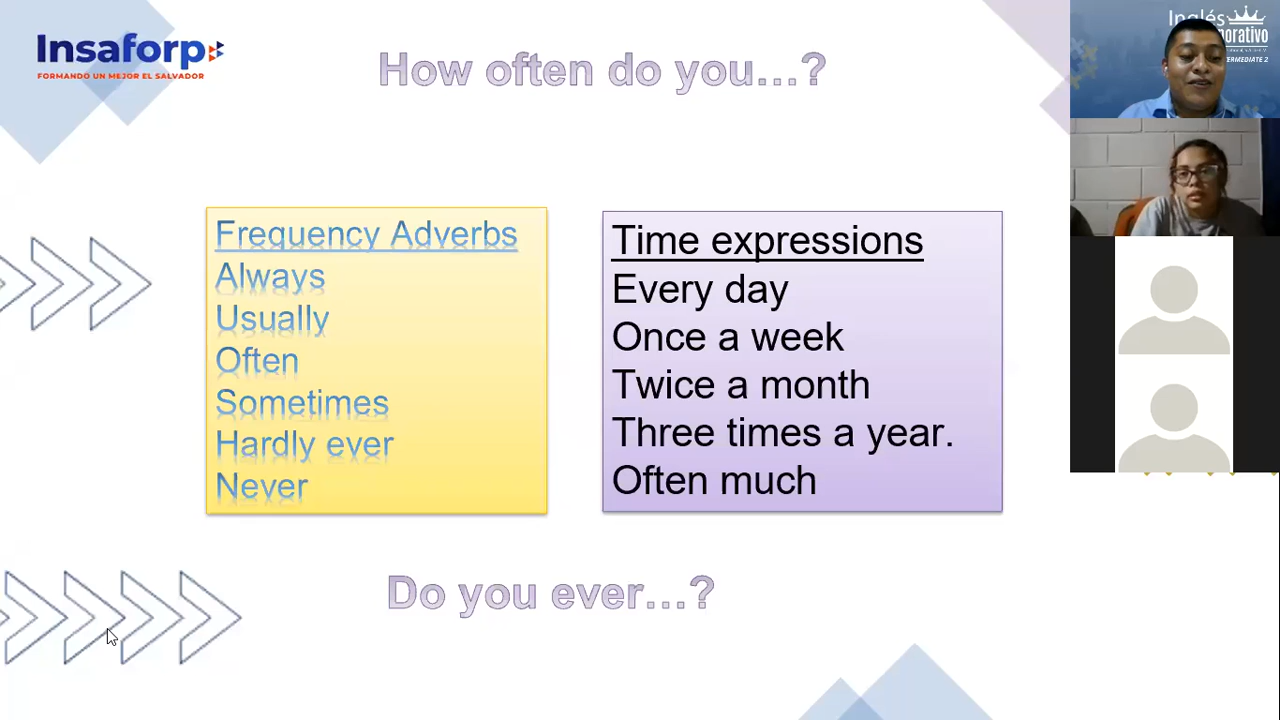 Insaforp
FORMANDO UN MEJOR EL SALVADOR
How often do you...?
Frequency Adverbs
Always
Usually
Often
Sometimes
Hardly ever
Never
Time expressions
Every day
Once a week
Twice a month
Three times a year.
Often much
Do you ever...?
Inglés